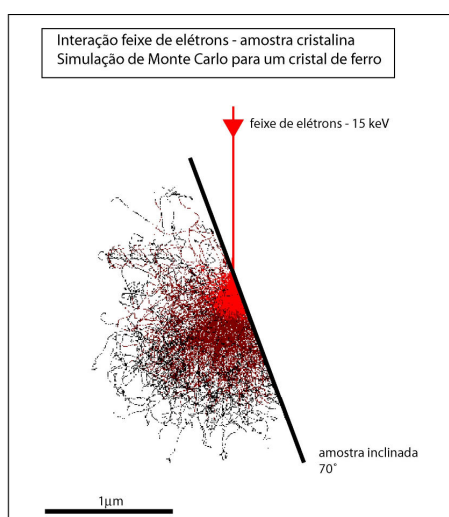 Interação feixe de elétrons - amostra cristalina
Simulação de Monte Carlo para um cristal de ferro
feixe de elétrons - 15 keV
amostra inclinada
70˚
1µm